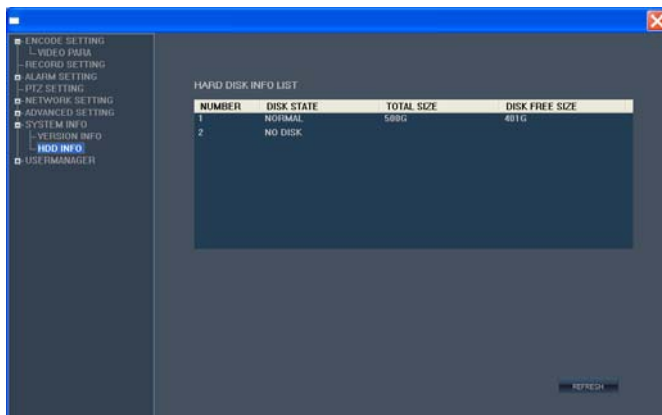 ENCODE SETTING
VIDEO PARA
RECORD SETTING
ALARM SETTING
PTZ SETTING
NETWORK SETTING
ADVANCED SETTING
SYSTEM INFO
VERSION INFO
HDD INFO
USERMANAGER
HARD DISK INFO LIST
NUMBER DISK STATE TOTAL SIZE DISK FREE SIZE
1 NORMAL 500G 401G
2 NO DISK
REFRESH